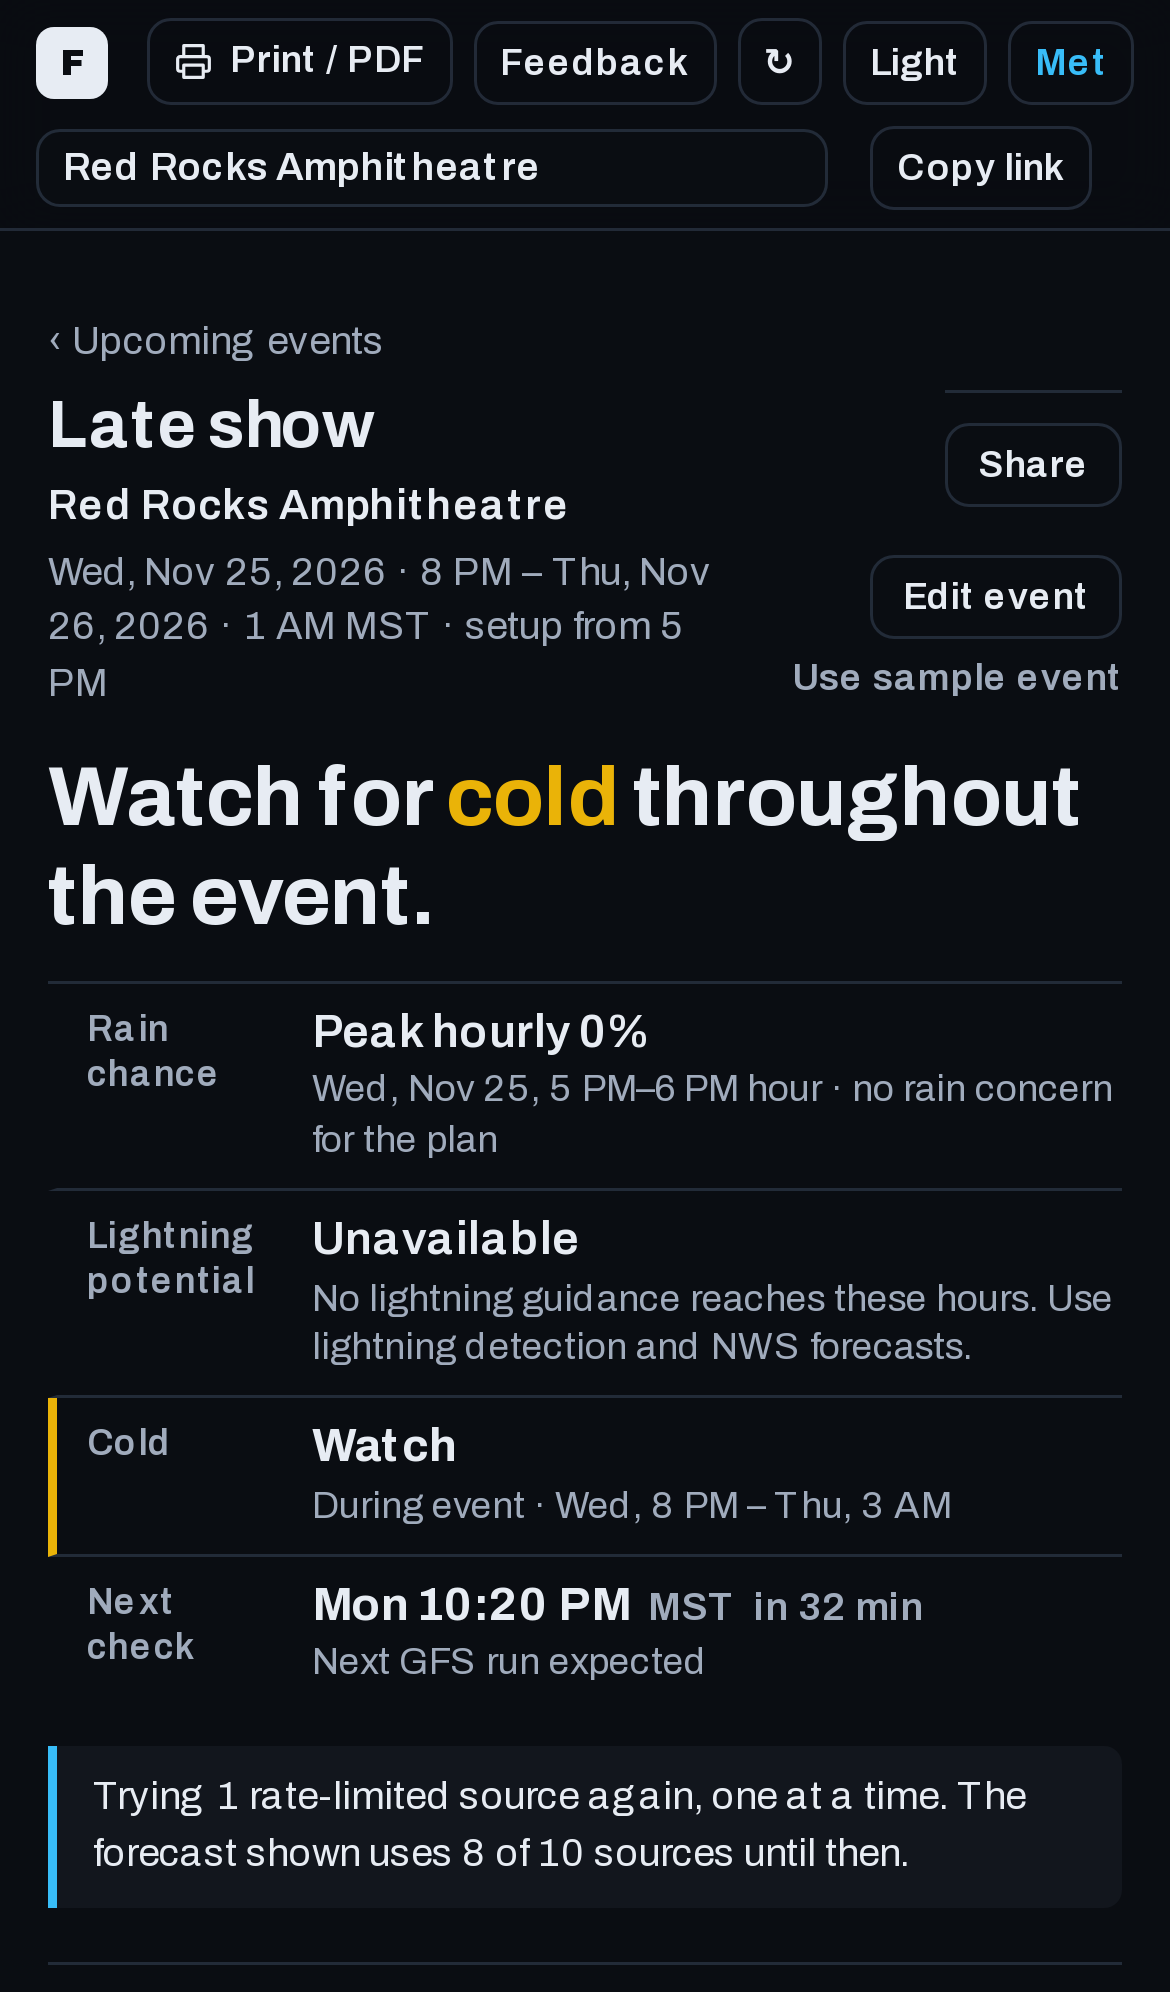 F
Print / PDF
Feedback
↻
Light
Met
Red Rocks Amphitheatre
Copy link
‹ Upcoming events
Late show
Share
Red Rocks Amphitheatre
Wed, Nov 25, 2026 · 8 PM – Thu, Nov
26, 2026 · 1 AM MST · setup from 5
PM
Edit event
Use sample event
Watch for cold throughout
the event.
Rain
chance
Peak hourly 0%
Wed, Nov 25, 5 PM–6 PM hour · no rain concern
for the plan
Lightning
potential
Unavailable
No lightning guidance reaches these hours. Use
lightning detection and NWS forecasts.
Cold
Watch
During event · Wed, 8 PM – Thu, 3 AM
Next
check
Mon 10:20 PM MST in 32 min
Next GFS run expected
Trying 1 rate-limited source again, one at a time. The
forecast shown uses 8 of 10 sources until then.